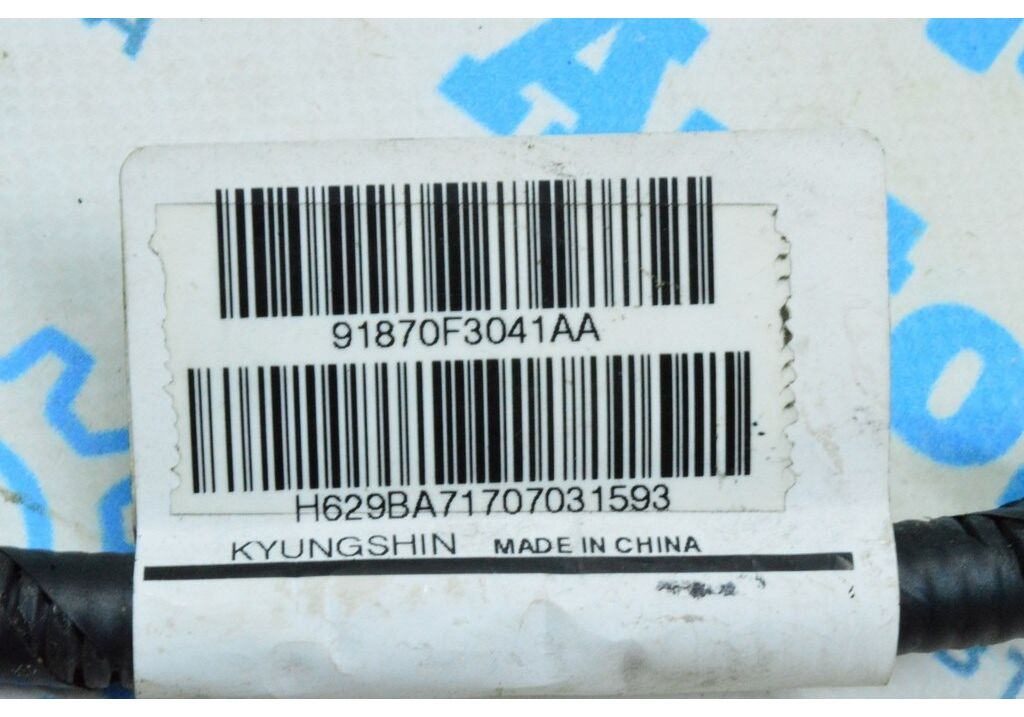 91870F3041AA
H629BA71707031593
KYUNGSHIN MADE IN CHINA